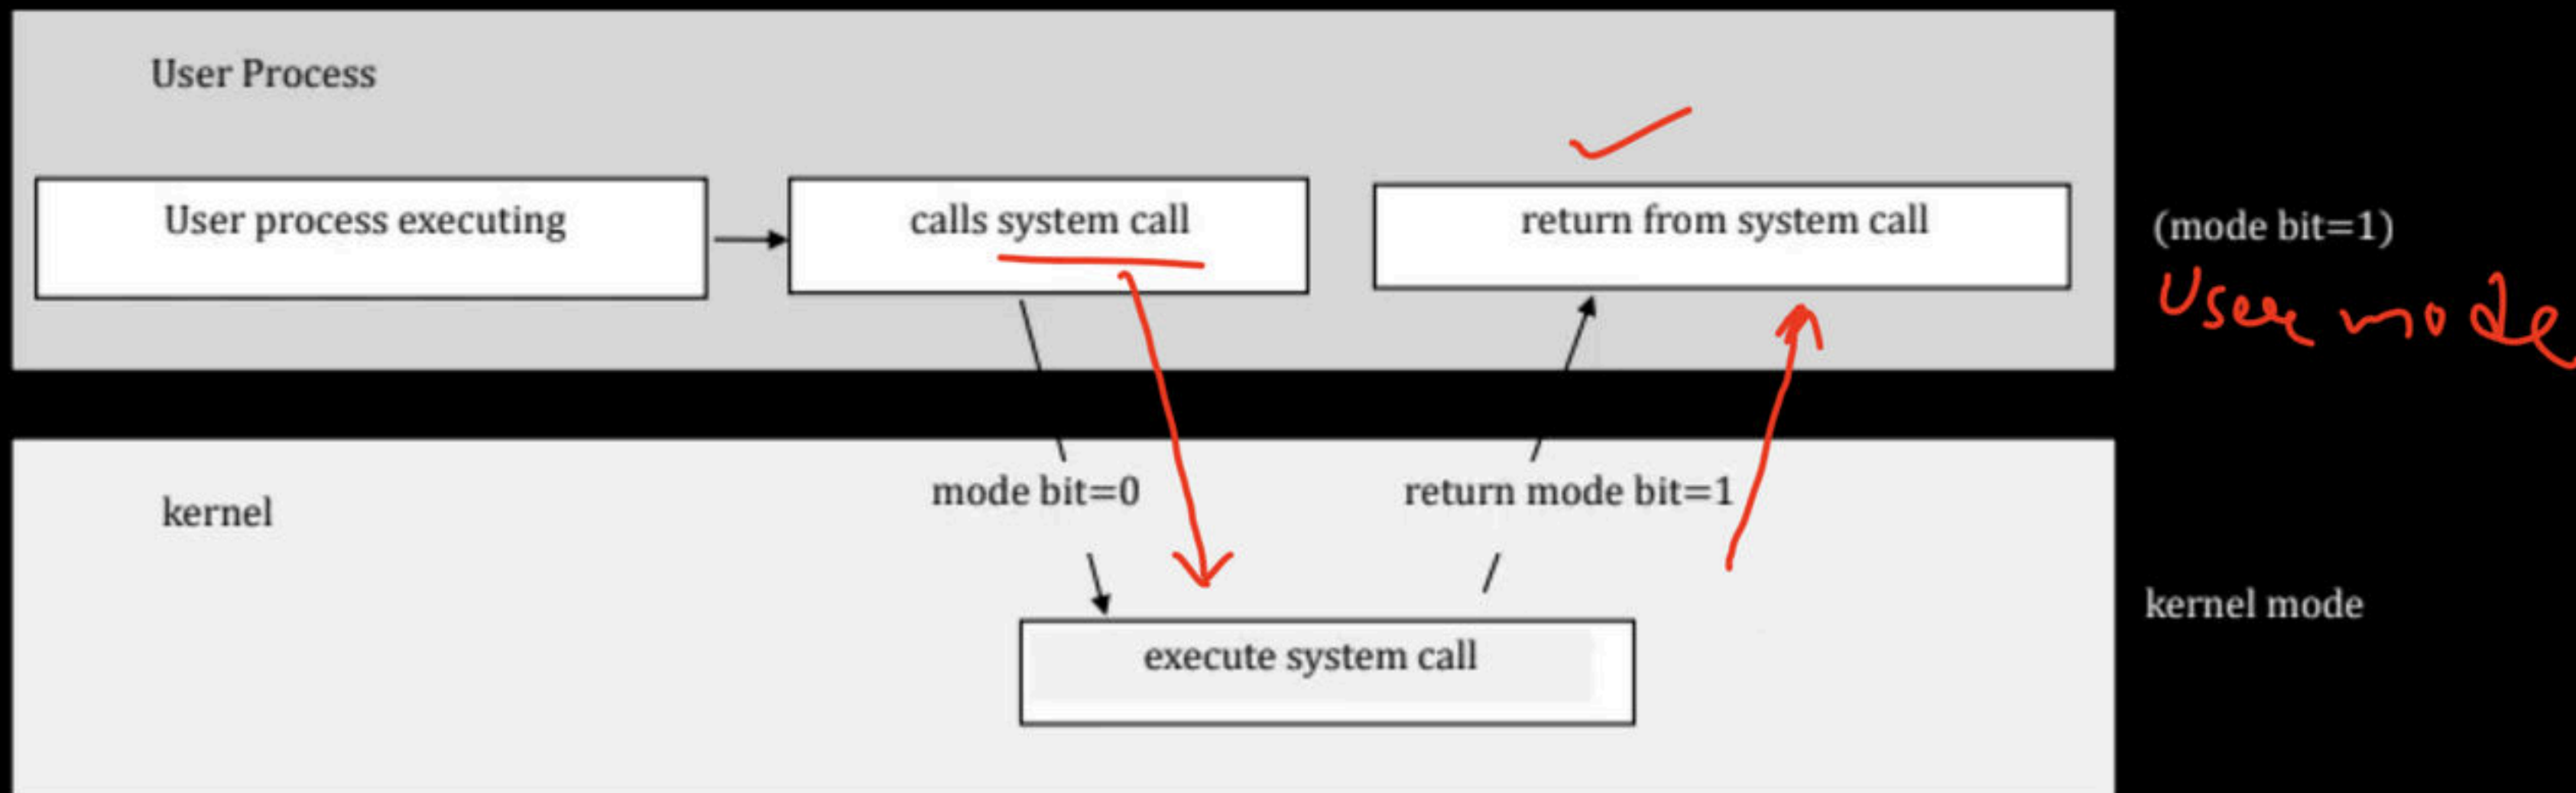 User Process
User process executing
calls system call
return from system call
(mode bit=1)
User mode
mode bit=0
return mode bit=1
kernel
kernel mode
execute system call